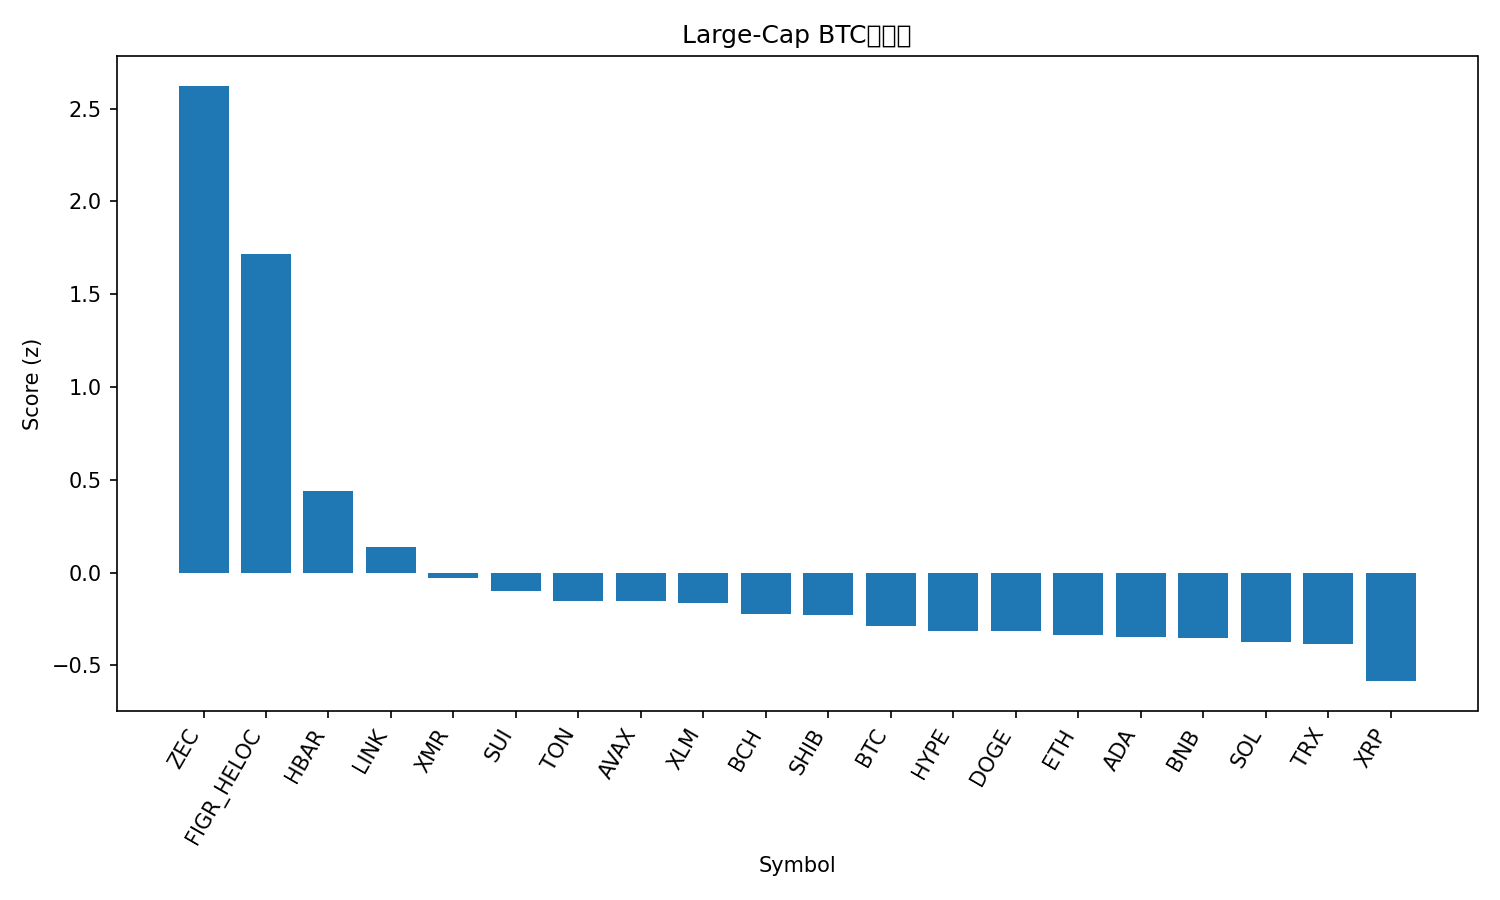 Large-Cap BTC
Score (z)
2.5
2.0
1.5
1.0
0.5
0.0
−0.5
ZEC
FIGR_HELOC
HBAR
LINK
XMR
SUI
TON
AVAX
XLM
BCH
SHIB
BTC
HYPE
DOGE
ETH
ADA
BNB
SOL
TRX
XRP
Symbol